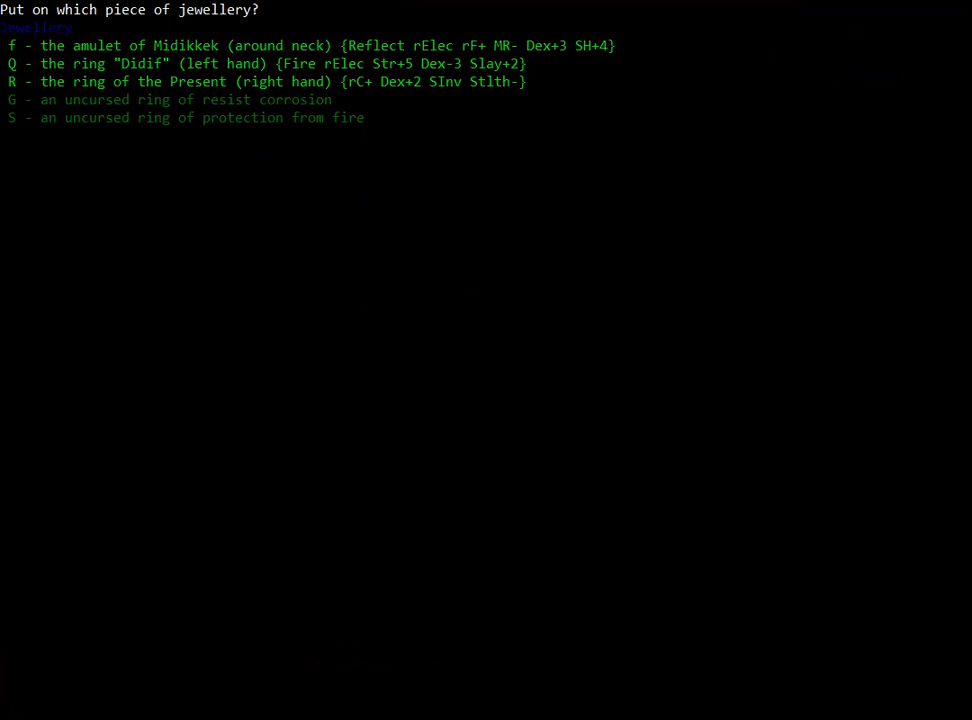 Put on which piece of jewellery?
Jewellery
f - the amulet of Midikkek (around neck) {Reflect rElec rF+ MR- Dex+3 SH+4}
Q - the ring "Didif" (left hand) {Fire rElec Str+5 Dex-3 Slay+2}
R - the ring of the Present (right hand) {rC+ Dex+2 SInv Stlth-}
G - an uncursed ring of resist corrosion
S - an uncursed ring of protection from fire